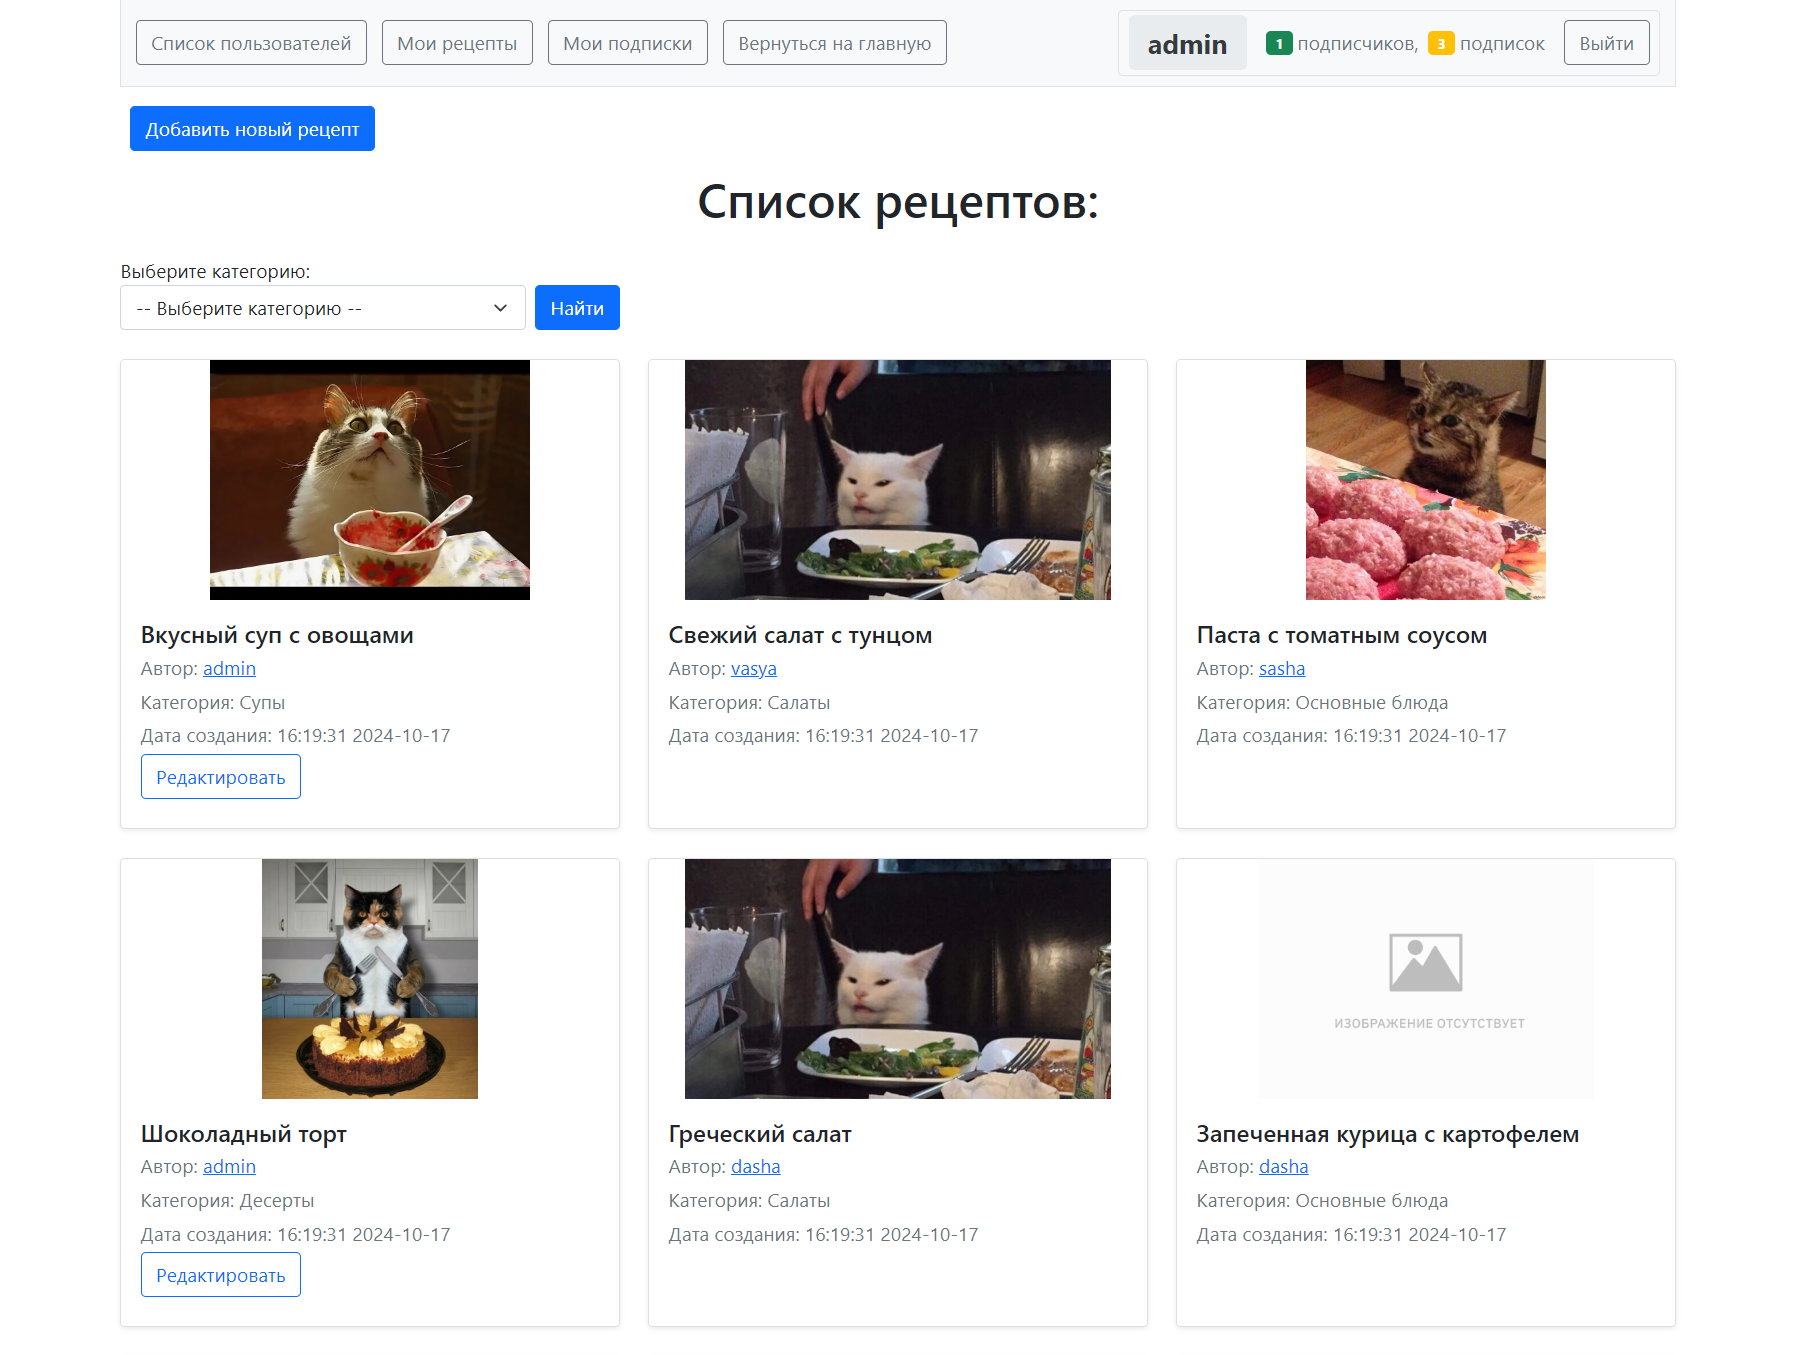 Список пользователей Мои рецепты Мои подписки Вернуться на главную admin 1 подписчиков, 3 подписок Выйти
Добавить новый рецепт
Список рецептов:
Выберите категорию:
-- Выберите категорию -- Найти
Вкусный суп с овощами
Автор: admin
Категория: Супы
Дата создания: 16:19:31 2024-10-17
Редактировать
Свежий салат с тунцом
Автор: vasya
Категория: Салаты
Дата создания: 16:19:31 2024-10-17
Паста с томатным соусом
Автор: sasha
Категория: Основные блюда
Дата создания: 16:19:31 2024-10-17
Шоколадный торт
Автор: admin
Категория: Десерты
Дата создания: 16:19:31 2024-10-17
Редактировать
Греческий салат
Автор: dasha
Категория: Салаты
Дата создания: 16:19:31 2024-10-17
ИЗОБРАЖЕНИЕ ОТСУТСТВУЕТ
Запеченная курица с картофелем
Автор: dasha
Категория: Основные блюда
Дата создания: 16:19:31 2024-10-17